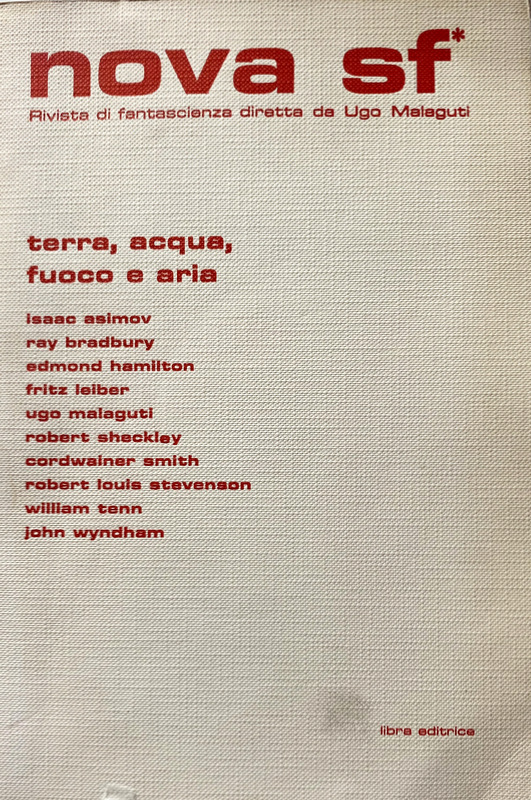 nova sf*
Rivista di fantascienza diretta da Ugo Malaguti
terra, acqua,
fuoco e aria
isaac asimov
ray bradbury
edmond hamilton
fritz leiber
ugo malaguti
robert sheckley
cordwainer smith
robert louis stevenson
william tenn
john wyndham
libra editrice